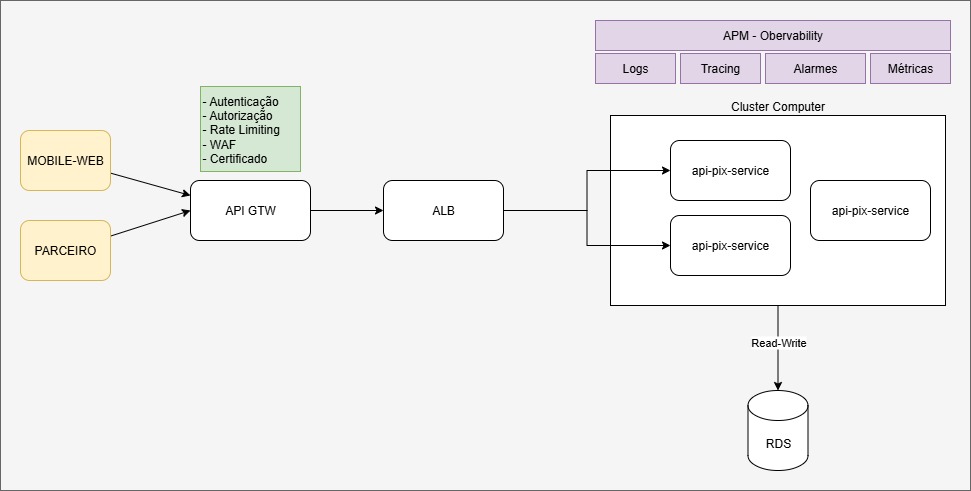 APM - Obervability
Logs
Tracing
Alarmes
Métricas
Cluster Computer
- Autenticação
- Autorização
- Rate Limiting
- WAF
- Certificado
MOBILE-WEB
PARCEIRO
API GTW
ALB
api-pix-service
api-pix-service
api-pix-service
Read-Write
RDS